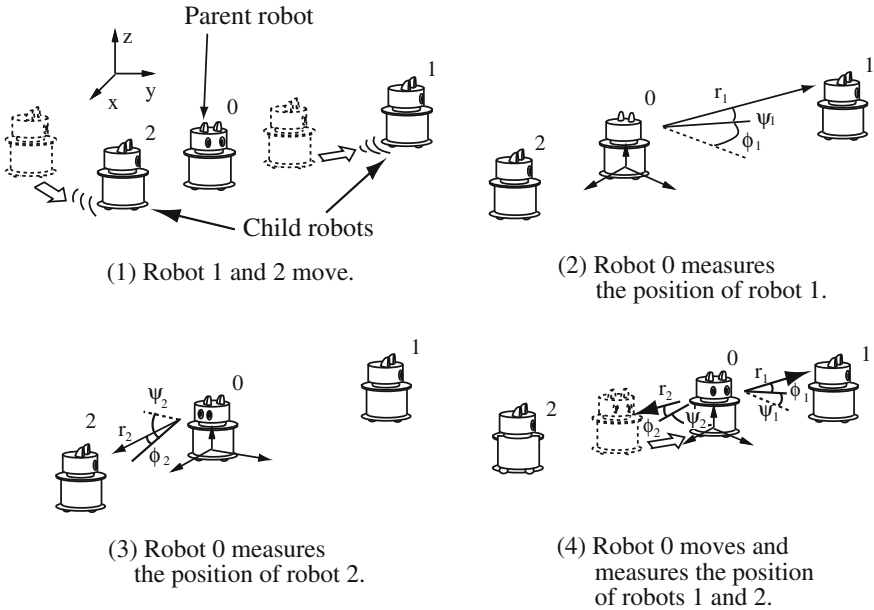 Parent robot
z
y
x
0
1
2
Child robots
(1) Robot 1 and 2 move.
0
1
2
r1
ψ1
ϕ1
(2) Robot 0 measures
the position of robot 1.
0
1
2
ψ2
r2
ϕ2
(3) Robot 0 measures
the position of robot 2.
0
1
2
r2
ψ2
ϕ2
r1
ϕ1
ψ1
(4) Robot 0 moves and
measures the position
of robots 1 and 2.